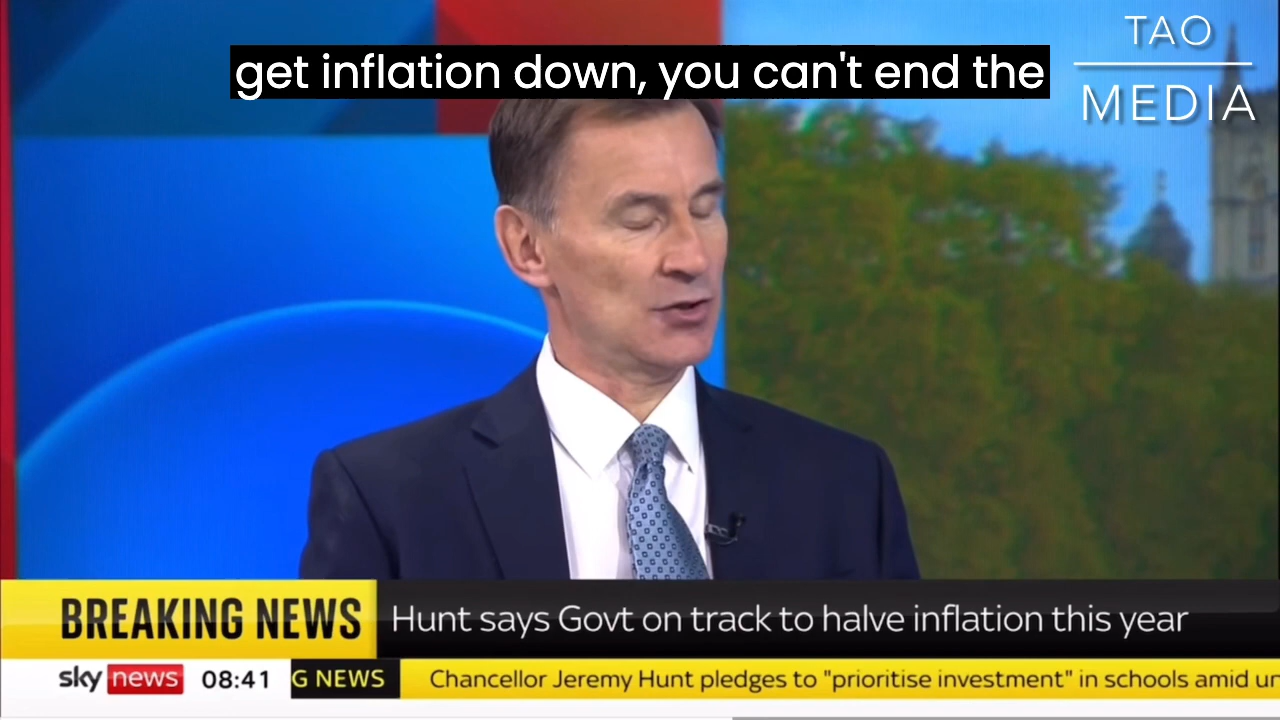 get inflation down, you can't end the
TAO
MEDIA
BREAKING NEWS
Hunt says Govt on track to halve inflation this year
sky news
08:41
G NEWS
Chancellor Jeremy Hunt pledges to "prioritise investment" in schools amid un